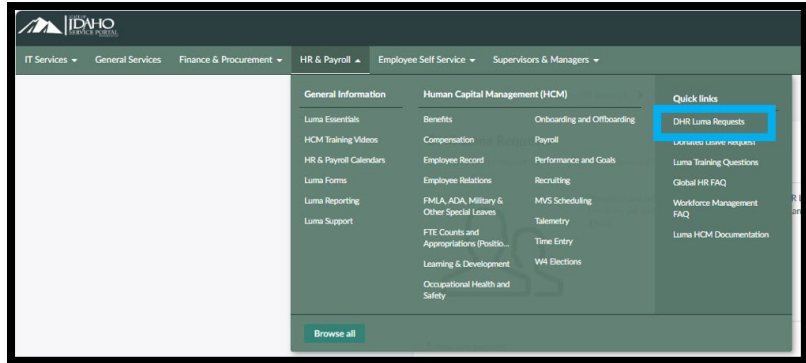 STATE OF
IDAHO
SERVICE PORTAL
IT Services
General Services
Finance & Procurement
HR & Payroll
Employee Self Service
Supervisors & Managers
General Information
Luma Essentials
HCM Training Videos
HR & Payroll Calendars
Luma Forms
Luma Reporting
Luma Support
Human Capital Management (HCM)
Benefits
Compensation
Employee Record
Employee Relations
FMLA, ADA, Military &
Other Special Leaves
FTE Counts and
Appropriations (Positio...
Learning & Development
Occupational Health and
Safety
Onboarding and Offboarding
Payroll
Performance and Goals
Recruiting
MVS Scheduling
Talemetry
Time Entry
W4 Elections
Quick links
DHR Luma Requests
Donated Leave Request
Luma Training Questions
Global HR FAQ
Workforce Management
FAQ
Luma HCM Documentation
Browse all